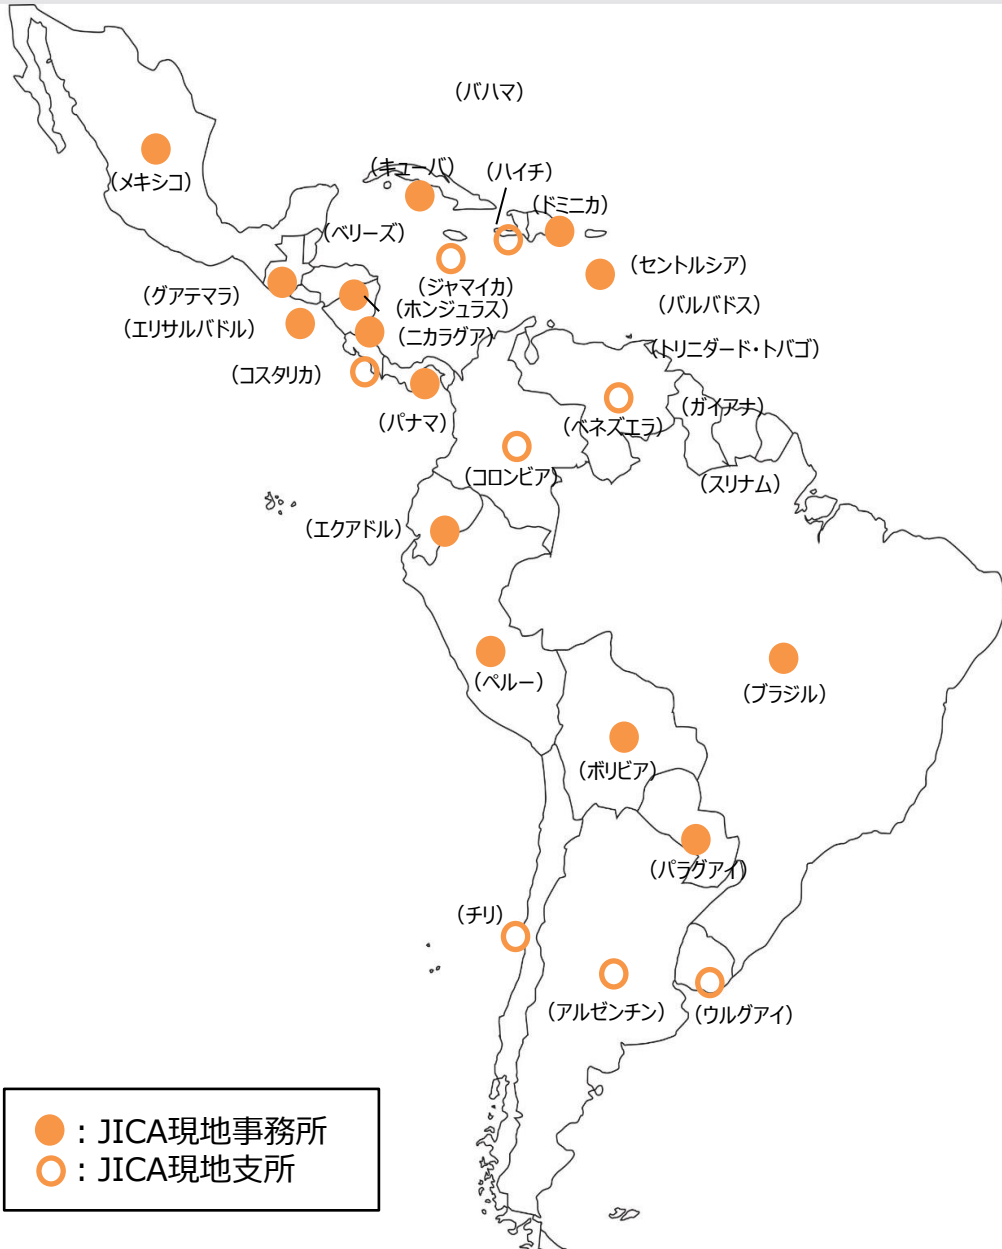 （バハマ）
（キューバ）
（ハイチ）
（メキシコ）
（ドミニカ）
（ベリーズ）
（セントルシア）
（ジャマイカ）
（グアテマラ）
（ホンジュラス）
（バルバドス）
（エリサルバドル）
（ニカラグア）
（トリニダード・トバゴ）
（コスタリカ）
（ガイアナ）
（パナマ）
（ベネズエラ）
（コロンビア）
（スリナム）
（エクアドル）
（ペルー）
（ブラジル）
（ボリビア）
（パラグアイ）
（チリ）
（アルゼンチン）
（ウルグアイ）
：JICA現地事務所
：JICA現地支所